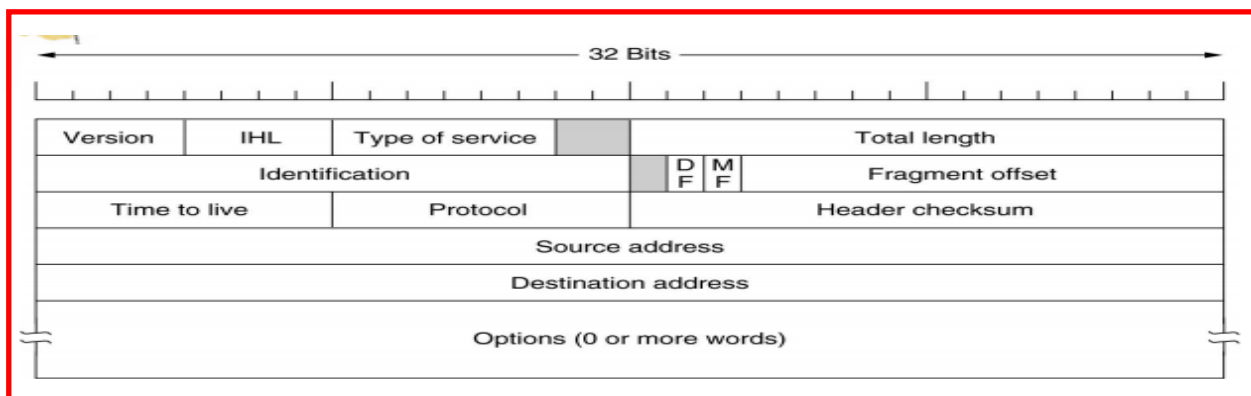 32 Bits
Version IHL Type of service Total length
Identification D F M F Fragment offset
Time to live Protocol Header checksum
Source address
Destination address
Options (0 or more words)